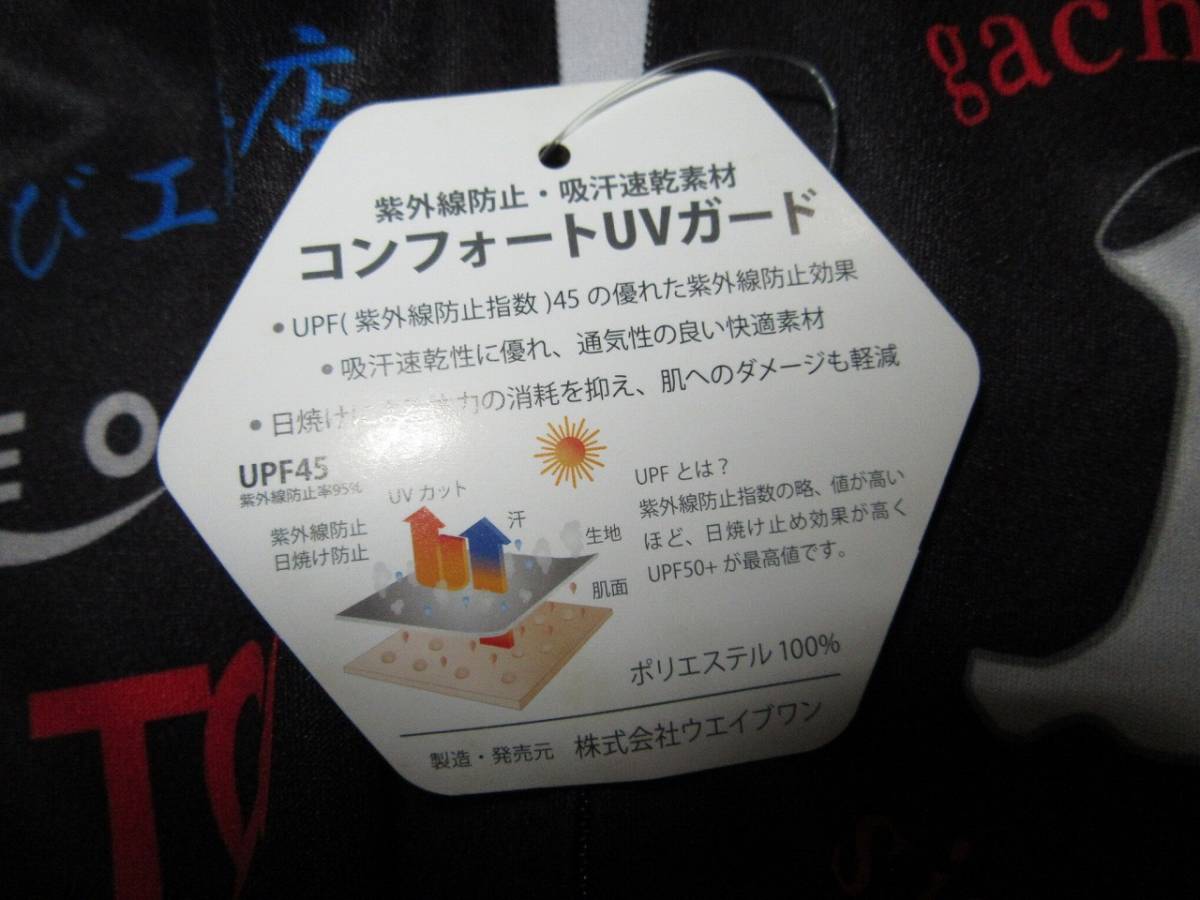 店
びエ
gach
EO
TO
紫外線防止・吸汗速乾素材
コンフォートUVガード
・UPF(紫外線防止指数)45の優れた紫外線防止効果
・吸汗速乾性に優れ、通気性の良い快適素材
・日焼け の消耗を抑え、肌へのダメージも軽減
UPF45
紫外線防止率95%
紫外線防止
日焼け防止
UVカット
汗
生地
肌面
UPFとは?
紫外線防止指数の略、値が高い
ほど、日焼け止め効果が高く
UPF50+が最高値です。
ポリエステル100%
製造・発売元 株式会社ウエイブワン